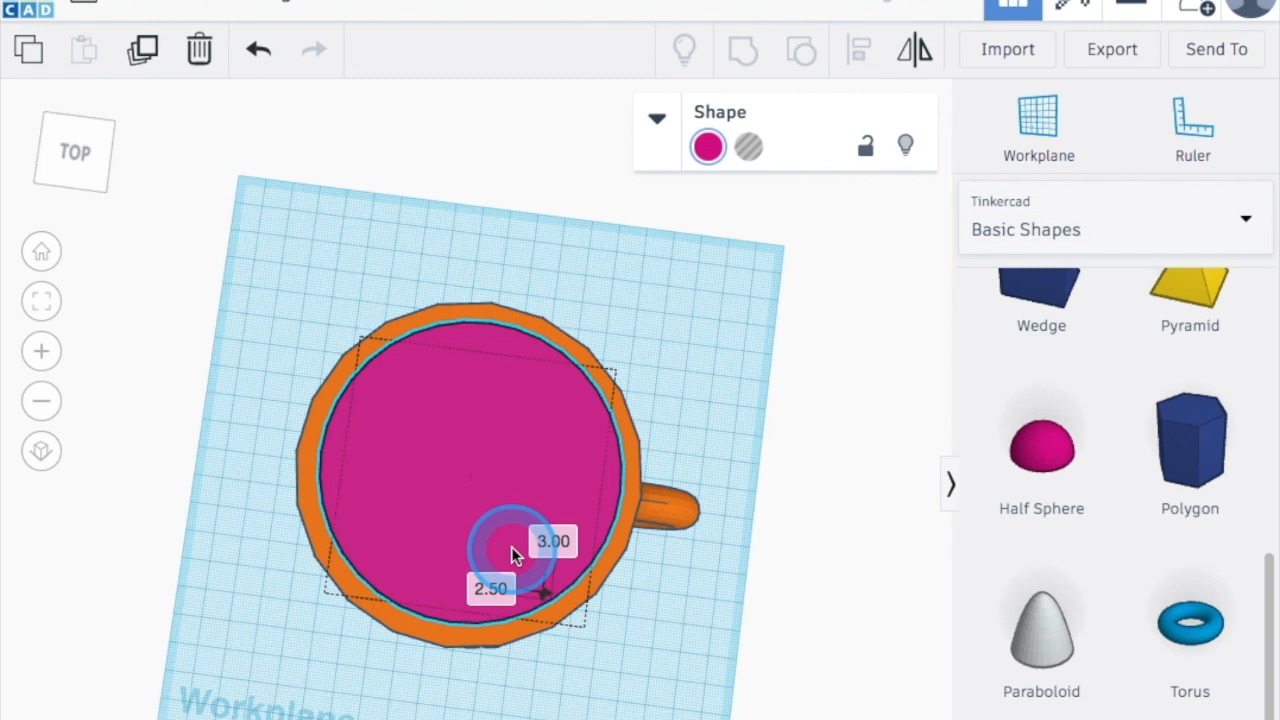 CAD
Import
Export
Send To
Shape
TOP
Workplane
Ruler
Tinkercad
Basic Shapes
Wedge
Pyramid
Half Sphere
Polygon
3.00
2.50
Paraboloid
Torus
Workplane